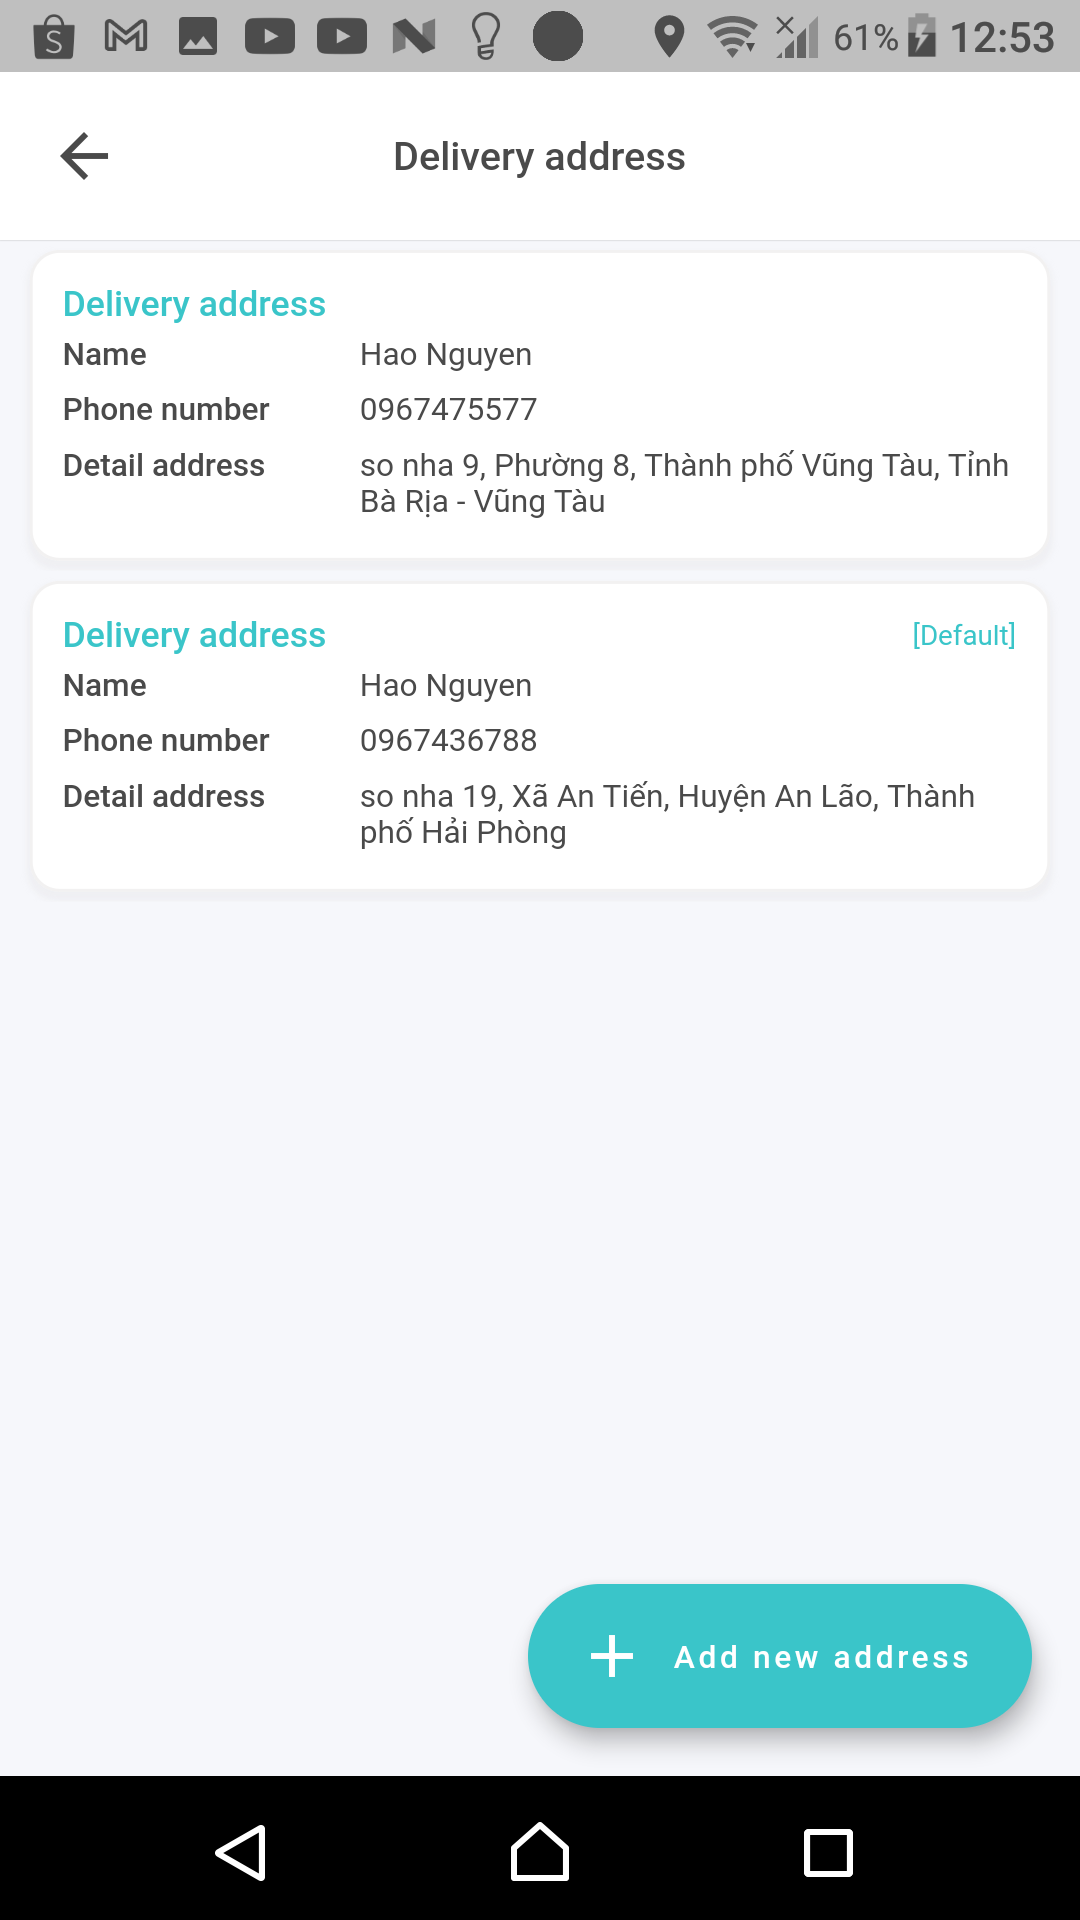 61% 12:53
Delivery address
Delivery address
Name Hao Nguyen
Phone number 0967475577
Detail address so nha 9, Phường 8, Thành phố Vũng Tàu, Tỉnh
Bà Rịa - Vũng Tàu
Delivery address [Default]
Name Hao Nguyen
Phone number 0967436788
Detail address so nha 19, Xã An Tiến, Huyện An Lão, Thành
phố Hải Phòng
Add new address